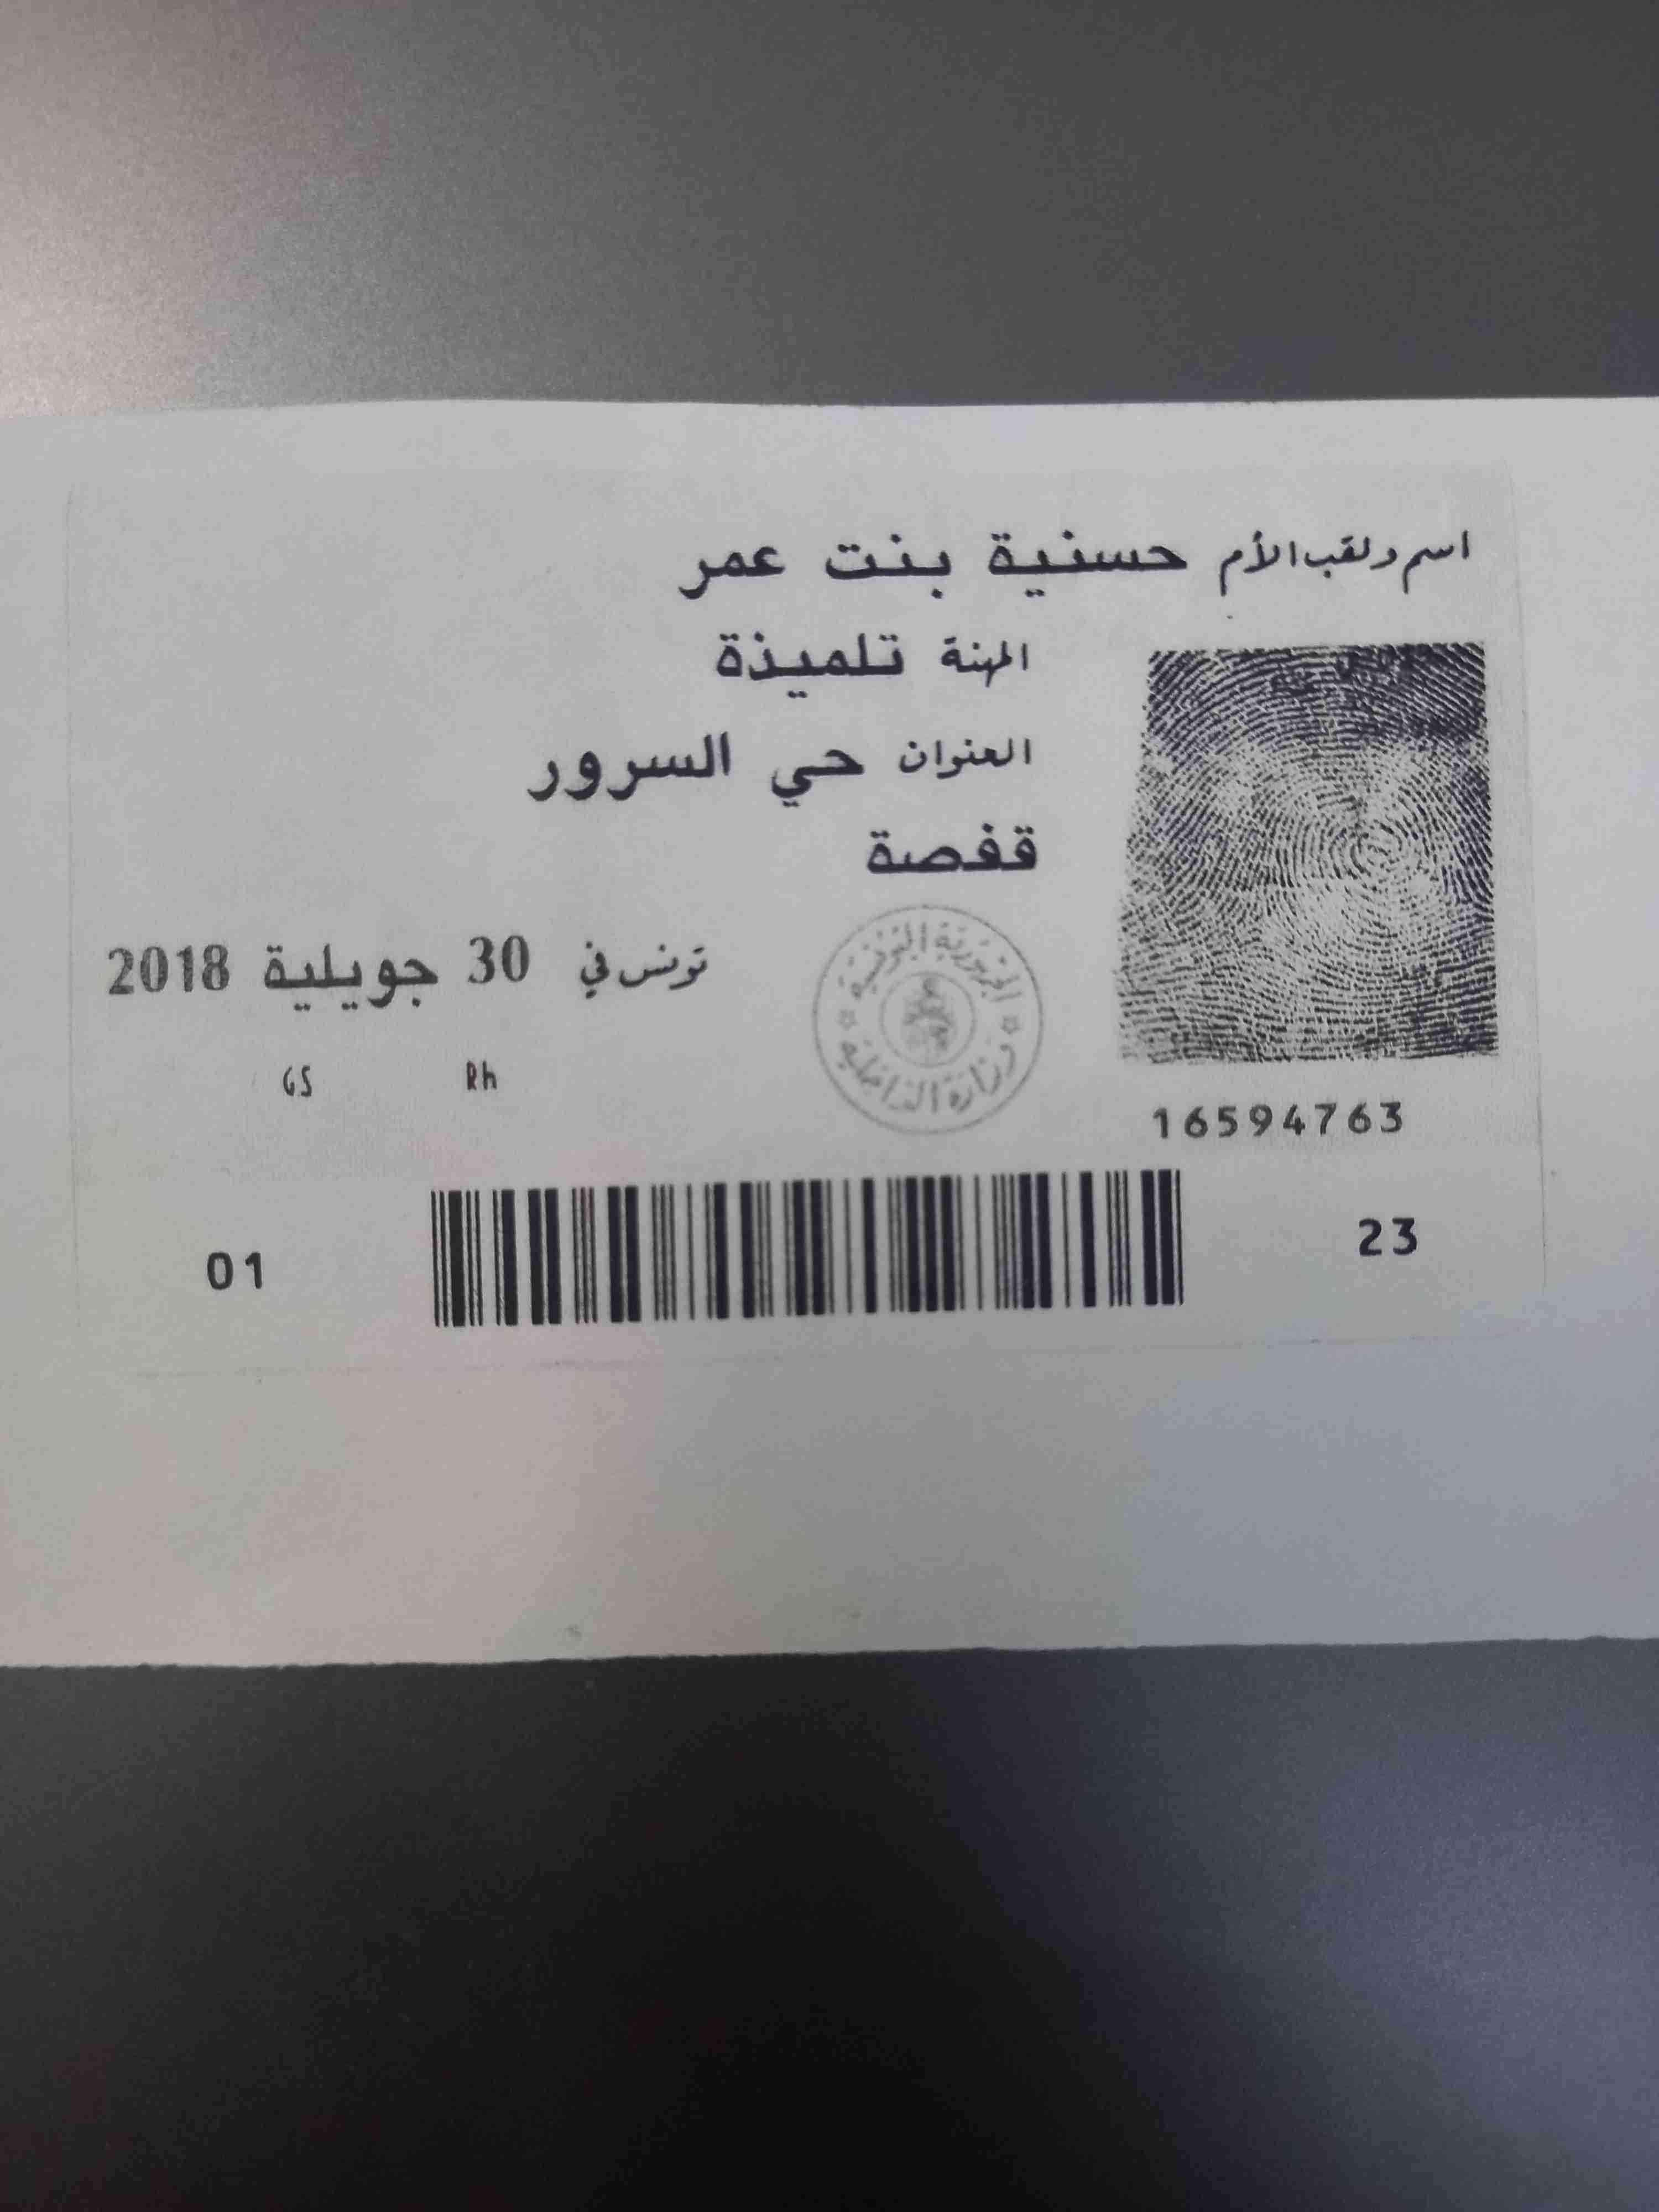 اسم ولقب الأم حسنية بنت عمر
المهنة تلميذة
العنوان حي السرور
قفصة
تونس في 30 جويلية 2018
الجمهورية التونسية
وزارة الداخلية
GS Rh
16594763
01 23